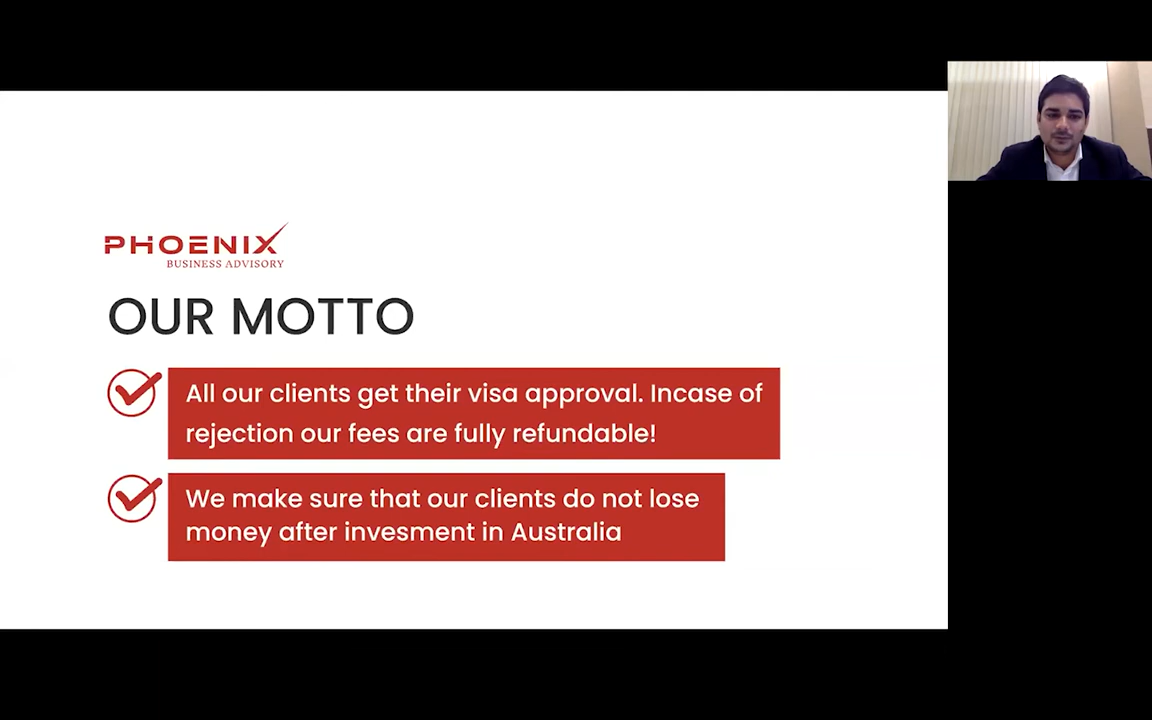 PHOENIX
BUSINESS ADVISORY
OUR MOTTO
All our clients get their visa approval. Incase of
rejection our fees are fully refundable!
We make sure that our clients do not lose
money after invesment in Australia